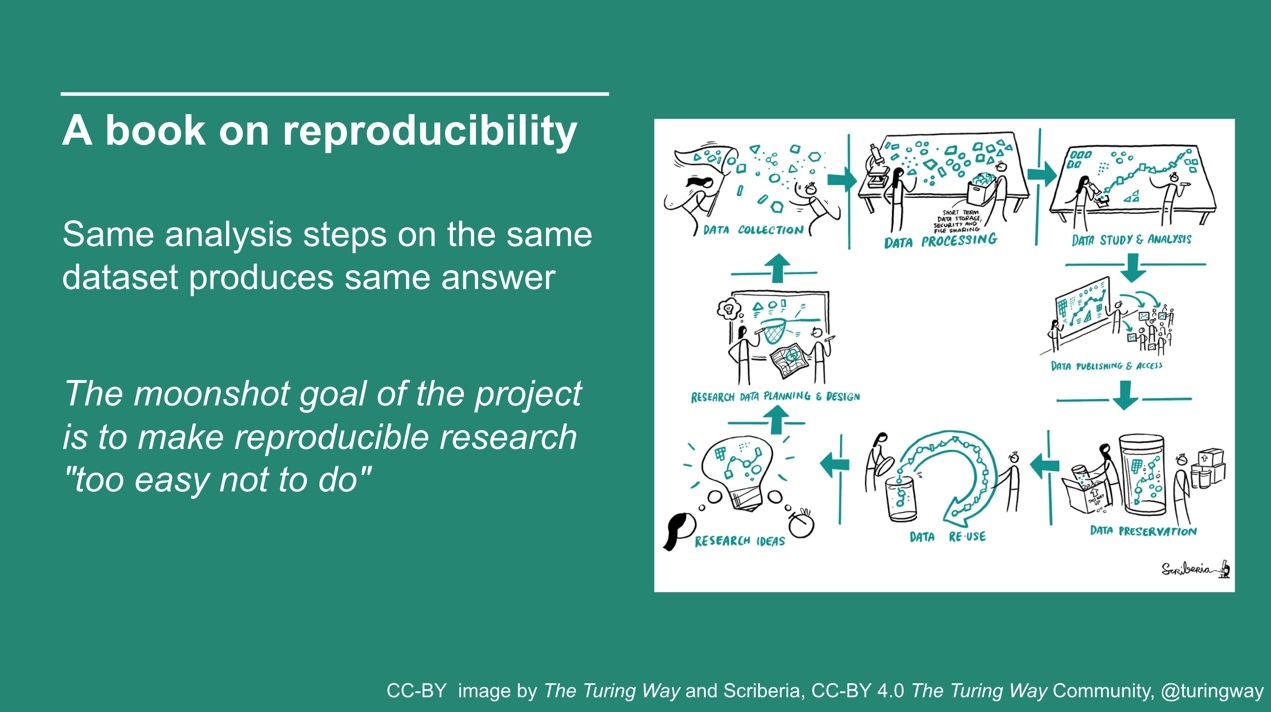 A book on reproducibility
Same analysis steps on the same
dataset produces same answer
The moonshot goal of the project
is to make reproducible research
"too easy not to do"
DATA COLLECTION
SHORT TERM
DATA STORAGE,
SECURITY AND
FILE SHARING
DATA PROCESSING
DATA STUDY & ANALYSIS
RESEARCH DATA PLANNING & DESIGN
DATA PUBLISHING & ACCESS
RESEARCH IDEAS
DATA RE-USE
DATA PRESERVATION
Scriberia
CC-BY  image by The Turing Way and Scriberia, CC-BY 4.0 The Turing Way Community, @turingway